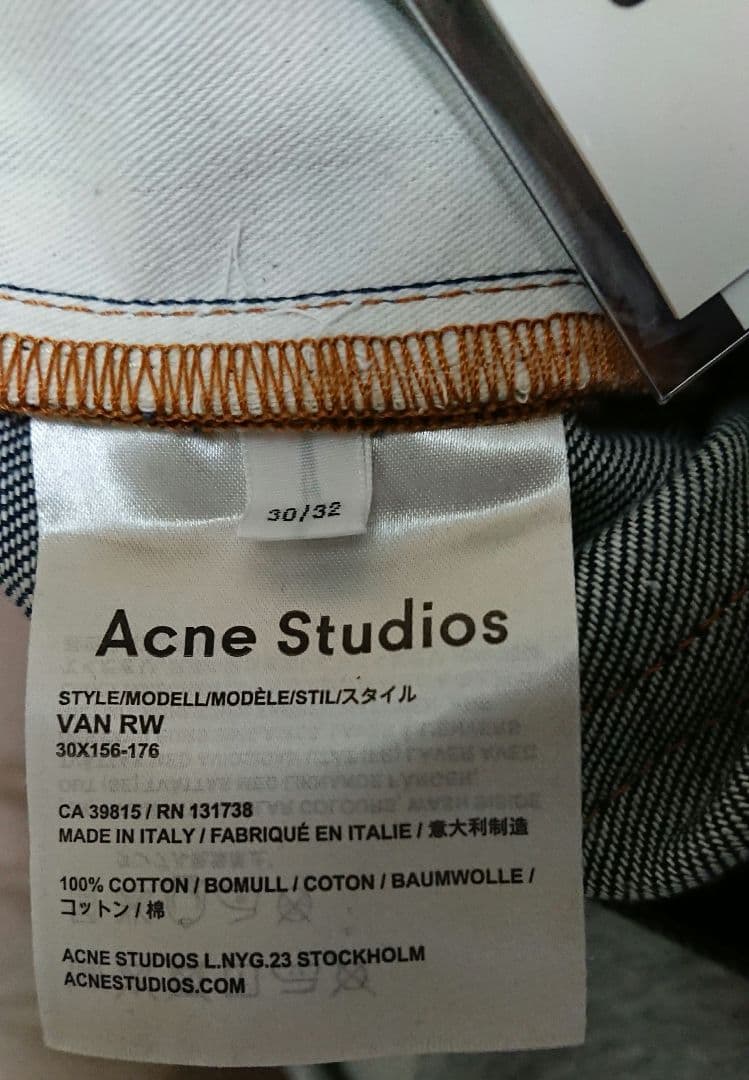 30/32
Acne Studios
STYLE/MODELL/MODÈLE/STIL/スタイル
VAN RW
30X156-176
CA 39815 / RN 131738
MADE IN ITALY / FABRIQUÉ EN ITALIE / 意大利制造
100% COTTON / BOMULL / COTON / BAUMWOLLE /
コットン / 棉
ACNE STUDIOS L.NYG.23 STOCKHOLM
ACNESTUDIOS.COM